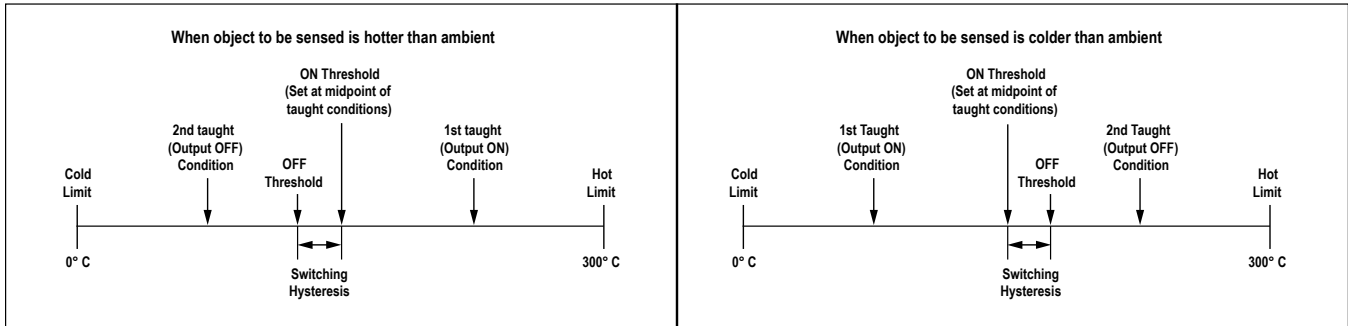 When object to be sensed is hotter than ambient
ON Threshold
(Set at midpoint of
taught conditions)
2nd taught
(Output OFF)
Condition
OFF
Threshold
1st taught
(Output ON)
Condition
Cold
Limit
Hot
Limit
0° C
300° C
Switching
Hysteresis
When object to be sensed is colder than ambient
ON Threshold
(Set at midpoint of
taught conditions)
1st Taught
(Output ON)
Condition
2nd Taught
(Output OFF)
Condition
OFF
Threshold
Cold
Limit
Hot
Limit
0° C
300° C
Switching
Hysteresis